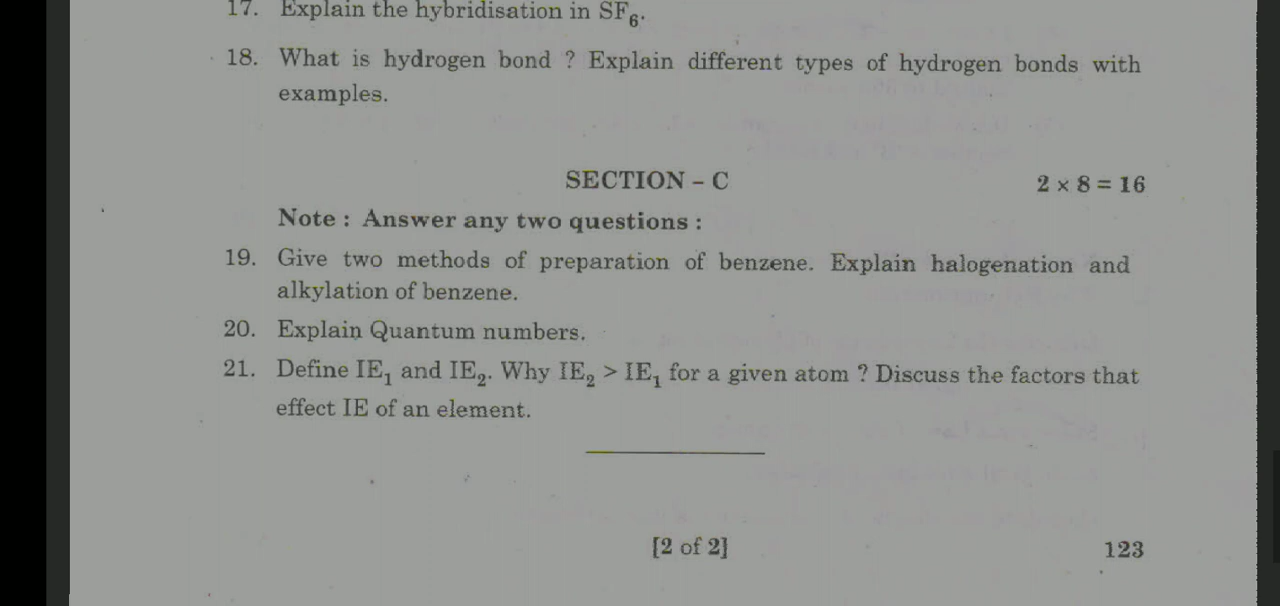 17. Explain the hybridisation in SF₆.
18. What is hydrogen bond ? Explain different types of hydrogen bonds with
examples.
SECTION – C 2 × 8 = 16
Note : Answer any two questions :
19. Give two methods of preparation of benzene. Explain halogenation and
alkylation of benzene.
20. Explain Quantum numbers.
21. Define IE₁ and IE₂. Why IE₂ > IE₁ for a given atom ? Discuss the factors that
effect IE of an element.
[2 of 2] 123